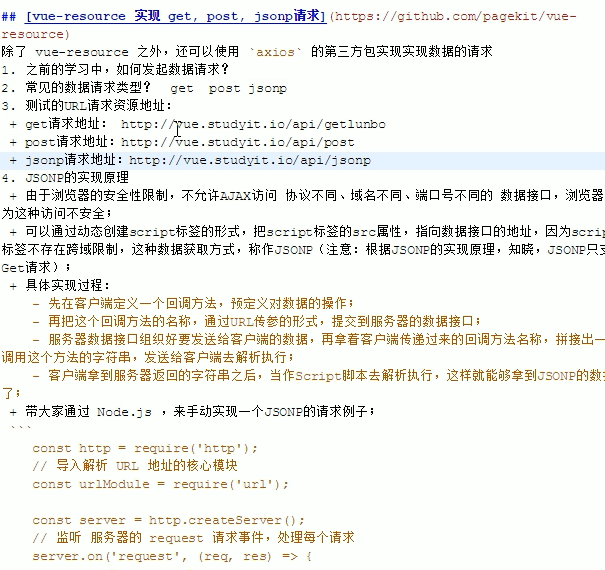 ## [vue-resource 实现 get, post, jsonp请求](https://github.com/pagekit/vue-
resource)
除了 vue-resource 之外，还可以使用 `axios` 的第三方包实现实现数据的请求
1. 之前的学习中，如何发起数据请求？
2. 常见的数据请求类型？  get  post jsonp
3. 测试的URL请求资源地址：
 + get请求地址： http://vue.studyit.io/api/getlunbo
 + post请求地址：http://vue.studyit.io/api/post
 + jsonp请求地址：http://vue.studyit.io/api/jsonp
4. JSONP的实现原理
 + 由于浏览器的安全性限制，不允许AJAX访问 协议不同、域名不同、端口号不同的 数据接口，浏览器
为这种访问不安全；
 + 可以通过动态创建script标签的形式，把script标签的src属性，指向数据接口的地址，因为scrip
标签不存在跨域限制，这种数据获取方式，称作JSONP（注意：根据JSONP的实现原理，知晓，JSONP只支
Get请求）；
 + 具体实现过程：
    - 先在客户端定义一个回调方法，预定义对数据的操作；
    - 再把这个回调方法的名称，通过URL传参的形式，提交到服务器的数据接口；
    - 服务器数据接口组织好要发送给客户端的数据，再拿着客户端传递过来的回调方法名称，拼接出一
调用这个方法的字符串，发送给客户端去解析执行；
    - 客户端拿到服务器返回的字符串之后，当作Script脚本去解析执行，这样就能够拿到JSONP的数
了；
 + 带大家通过 Node.js ，来手动实现一个JSONP的请求例子；
 ```
    const http = require('http');
    // 导入解析 URL 地址的核心模块
    const urlModule = require('url');

    const server = http.createServer();
    // 监听 服务器的 request 请求事件，处理每个请求
    server.on('request', (req, res) => {